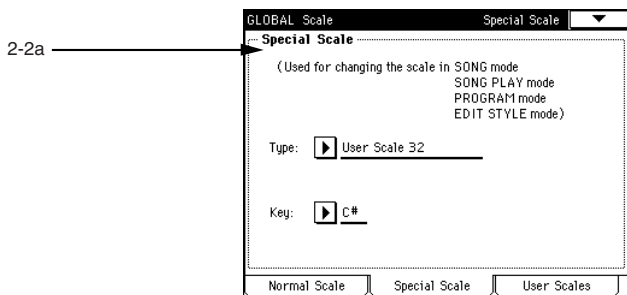 GLOBAL Scale Special Scale
2-2a
Special Scale
(Used for changing the scale in SONG mode
SONG PLAY mode
PROGRAM mode
EDIT STYLE mode)
Type: User Scale 32
Key: C#
Normal Scale Special Scale User Scales